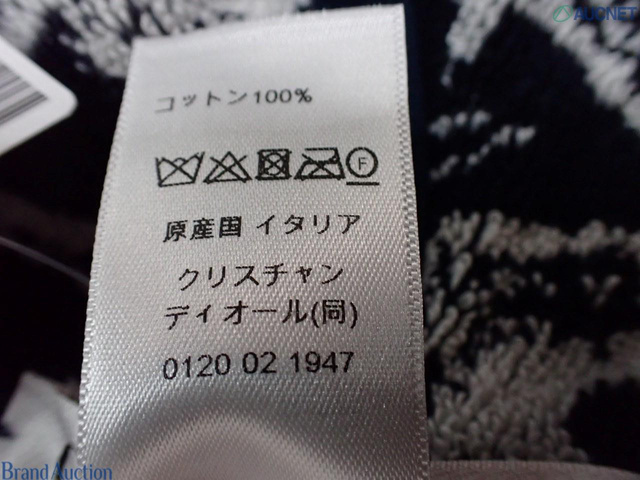 AUCNET
コットン100%
F
原産国 イタリア
クリスチャン
ディオール(同)
0120 02 1947
Brand Auction